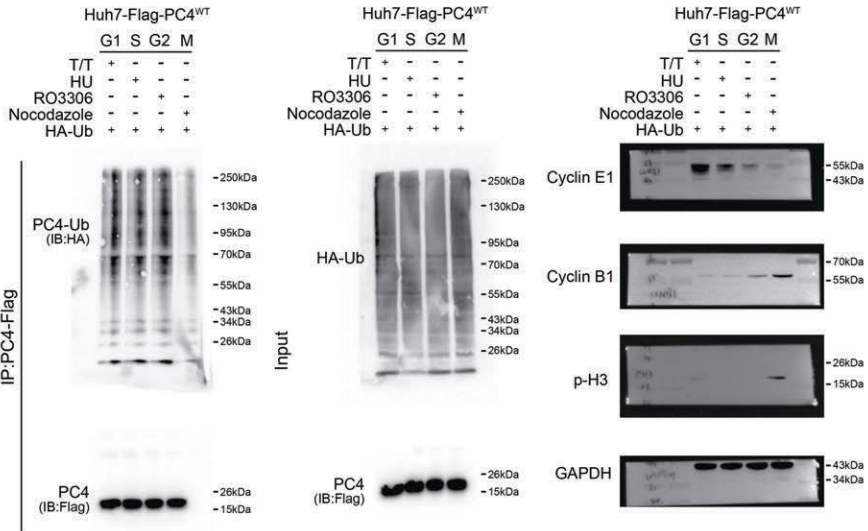 Huh7-Flag-PC4WT
G1 S G2 M
T/T + - - -
HU - + - -
RO3306 - - + -
Nocodazole - - - +
HA-Ub + + + +
IP:PC4-Flag
PC4-Ub
(IB:HA)
-250kDa
-130kDa
-95kDa
-70kDa
-55kDa
-43kDa
-34kDa
-26kDa
PC4
(IB:Flag)
-26kDa
-15kDa
Huh7-Flag-PC4WT
G1 S G2 M
T/T + - - -
HU - + - -
RO3306 - - + -
Nocodazole - - - +
HA-Ub + + + +
Input
HA-Ub
-250kDa
-130kDa
-95kDa
-70kDa
-55kDa
-43kDa
-34kDa
-26kDa
PC4
(IB:Flag)
-26kDa
-15kDa
Huh7-Flag-PC4WT
G1 S G2 M
T/T + - - -
HU - + - -
RO3306 - - + -
Nocodazole - - - +
HA-Ub + + + +
Cyclin E1
-55kDa
-43kDa
Cyclin B1
-70kDa
-55kDa
p-H3
-26kDa
-15kDa
GAPDH
-43kDa
-34kDa